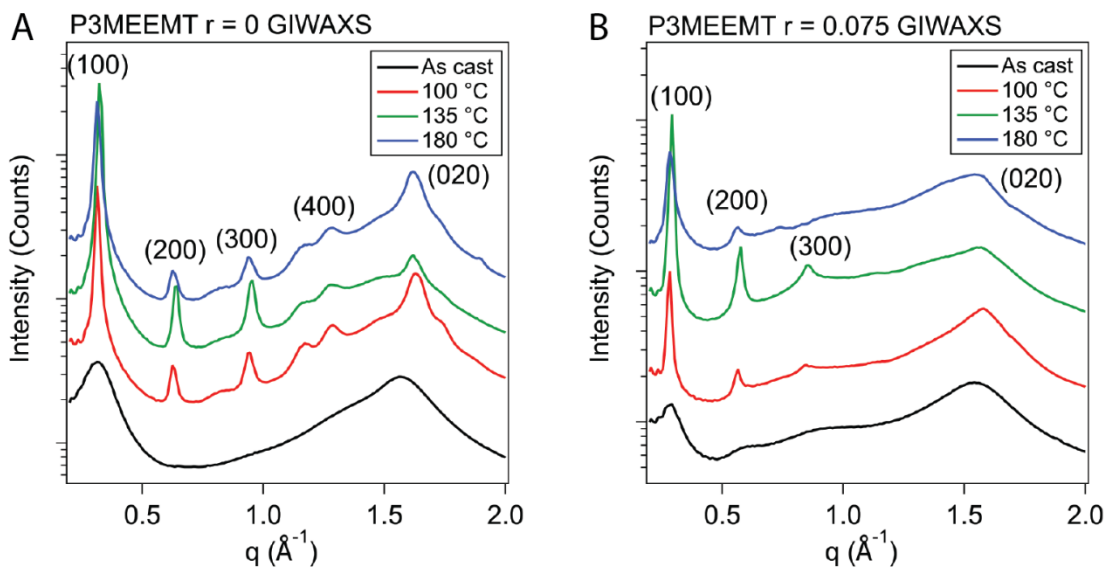 A
P3MEEMT r = 0 GIWAXS
(100)
As cast
100 °C
135 °C
180 °C
(200)
(300)
(400)
(020)
Intensity (Counts)
0.5
1.0
1.5
2.0
q (Å⁻¹)
B
P3MEEMT r = 0.075 GIWAXS
(100)
As cast
100 °C
135 °C
180 °C
(200)
(300)
(020)
Intensity (Counts)
0.5
1.0
1.5
2.0
q (Å⁻¹)